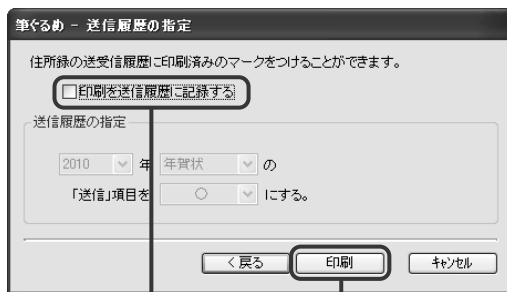 筆ぐるめ - 送信履歴の指定
住所録の送受信履歴に印刷済みのマークをつけることができます。
印刷を送信履歴に記録する
送信履歴の指定
2010 年 年賀状 の
「送信」項目を ○ にする。
< 戻る 印刷 キャンセル